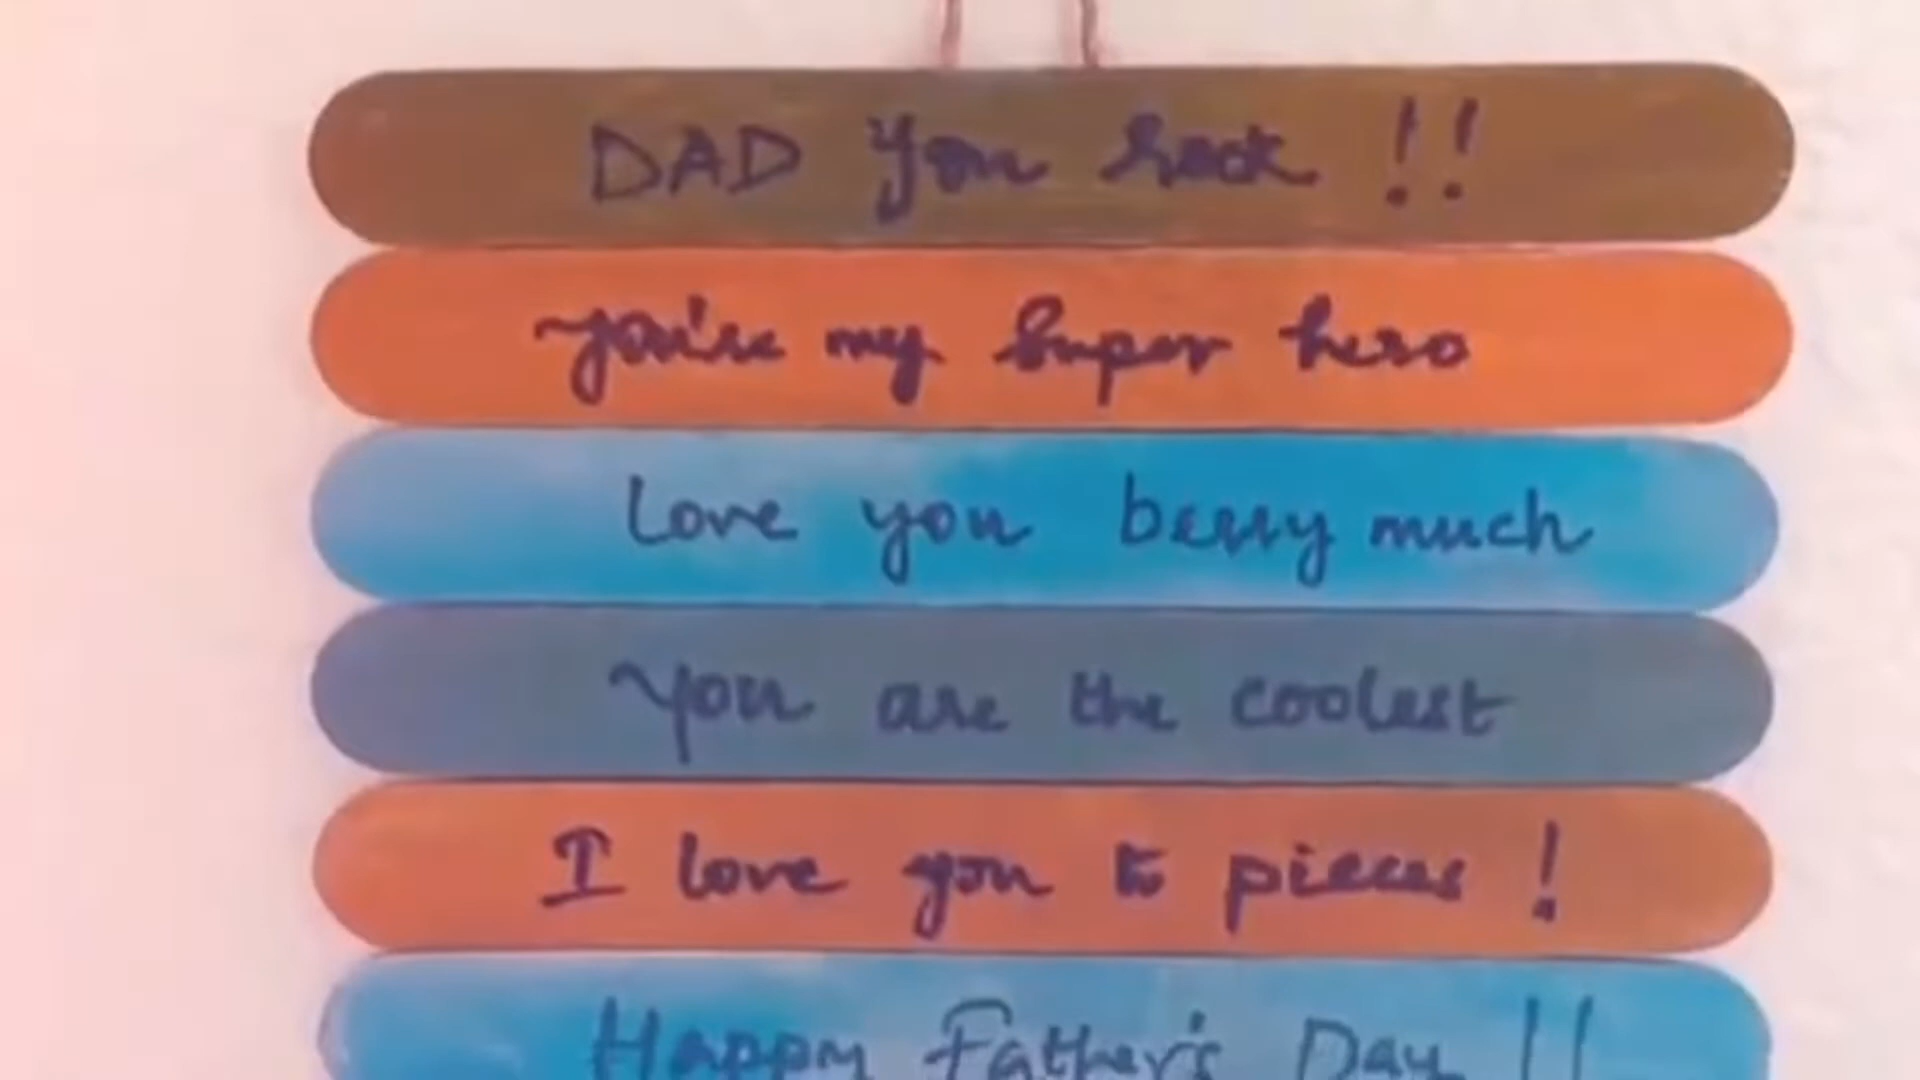 DAD You rock !!
You're my Super hero
Love you berry much
You are the coolest
I love you to pieces !
Happy Father's Day !!